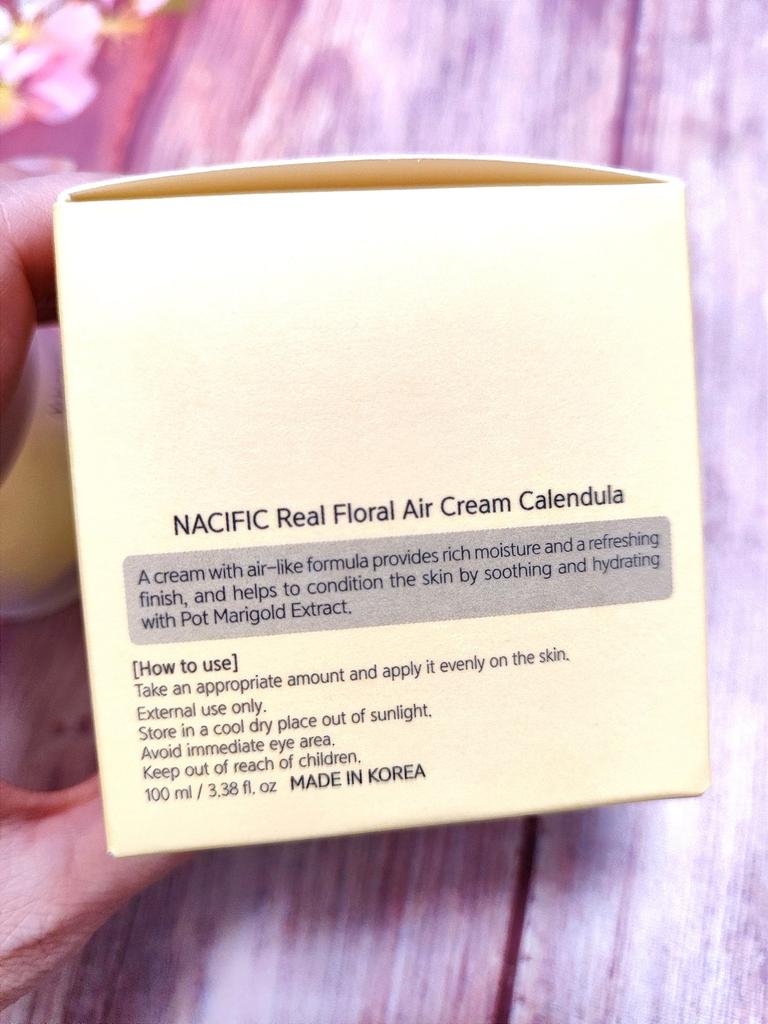 NACIFIC Real Floral Air Cream Calendula
A cream with air-like formula provides rich moisture and a refreshing
finish, and helps to condition the skin by soothing and hydrating
with Pot Marigold Extract.
[How to use]
Take an appropriate amount and apply it evenly on the skin.
External use only.
Store in a cool dry place out of sunlight.
Avoid immediate eye area.
Keep out of reach of children.
100 ml / 3.38 fl. oz MADE IN KOREA